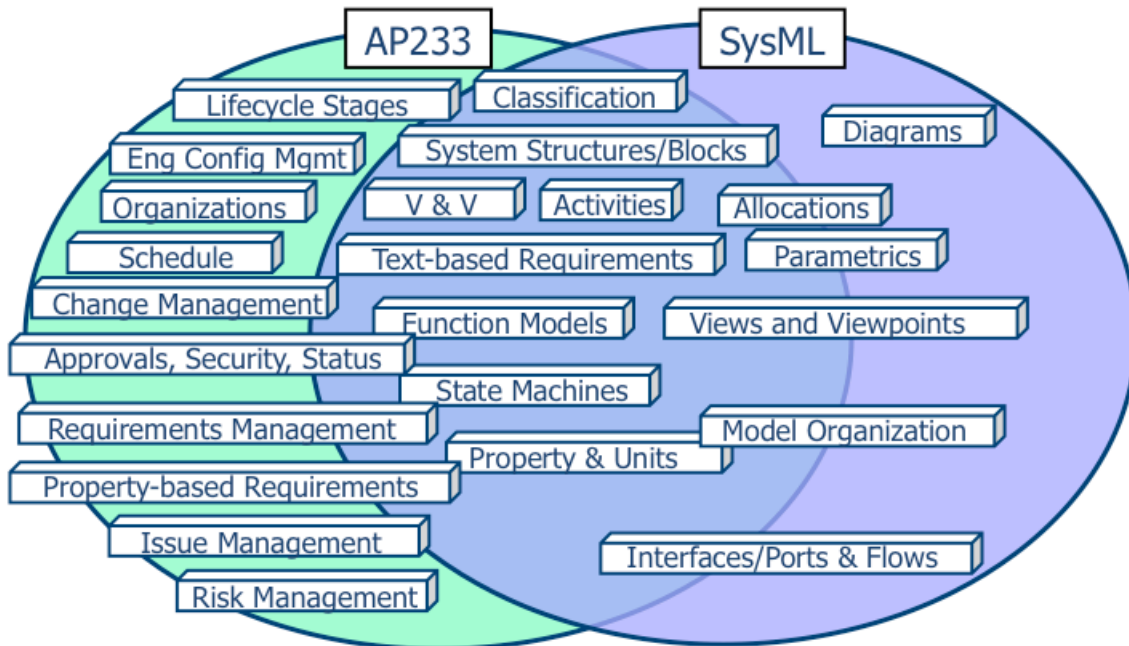 AP233
SysML
Lifecycle Stages
Classification
Diagrams
Eng Config Mgmt
System Structures/Blocks
Organizations
V & V
Activities
Allocations
Schedule
Text-based Requirements
Parametrics
Change Management
Function Models
Views and Viewpoints
Approvals, Security, Status
State Machines
Requirements Management
Model Organization
Property-based Requirements
Property & Units
Issue Management
Interfaces/Ports & Flows
Risk Management